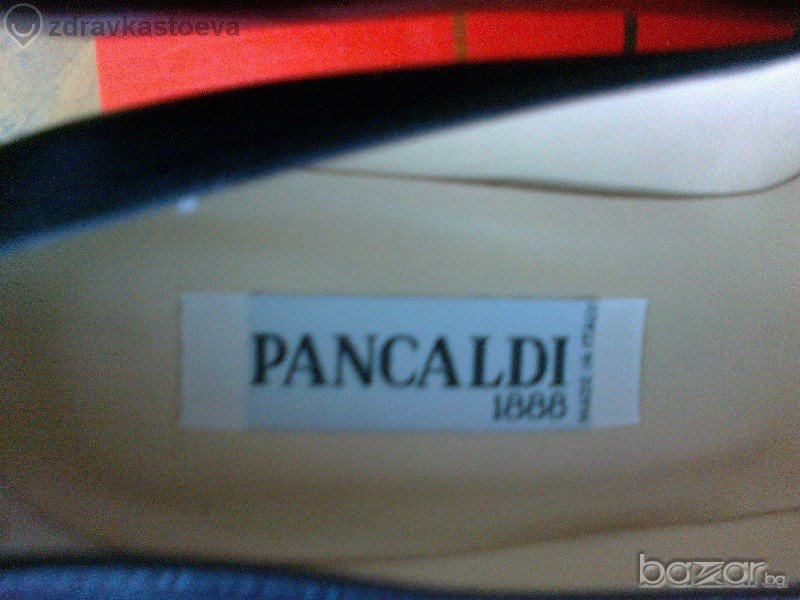 zdravkastoeva
PANCALDI
1888
MADE IN ITALY
bazar.bg